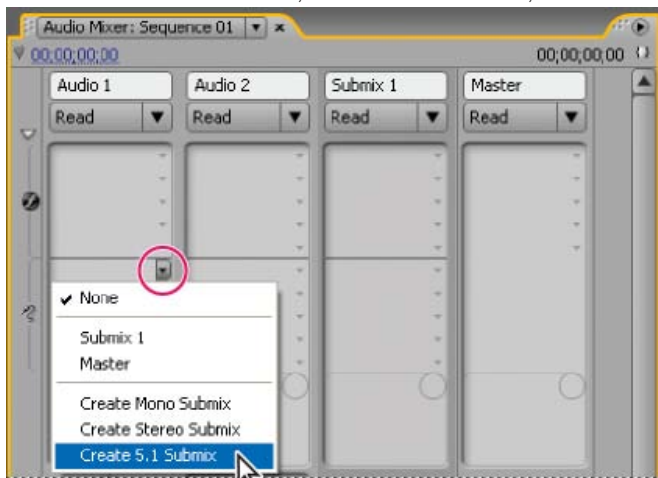 Audio Mixer: Sequence 01
00;00;00;00 00;00;00;00
Audio 1 Audio 2 Submix 1 Master
Read Read Read Read
None
Submix 1
Master
Create Mono Submix
Create Stereo Submix
Create 5.1 Submix